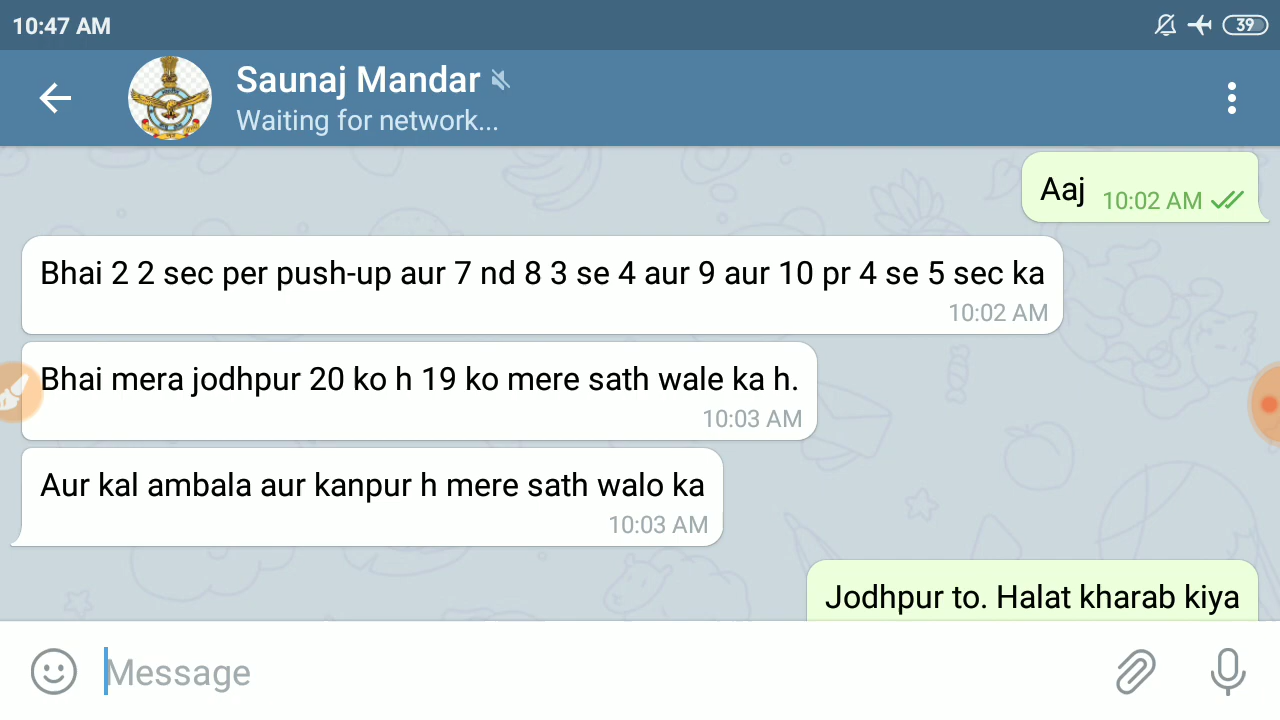 10:47 AM
39
Saunaj Mandar
Waiting for network...
Aaj
10:02 AM
Bhai 2 2 sec per push-up aur 7 nd 8 3 se 4 aur 9 aur 10 pr 4 se 5 sec ka
10:02 AM
Bhai mera jodhpur 20 ko h 19 ko mere sath wale ka h.
10:03 AM
Aur kal ambala aur kanpur h mere sath walo ka
10:03 AM
Jodhpur to. Halat kharab kiya
Message